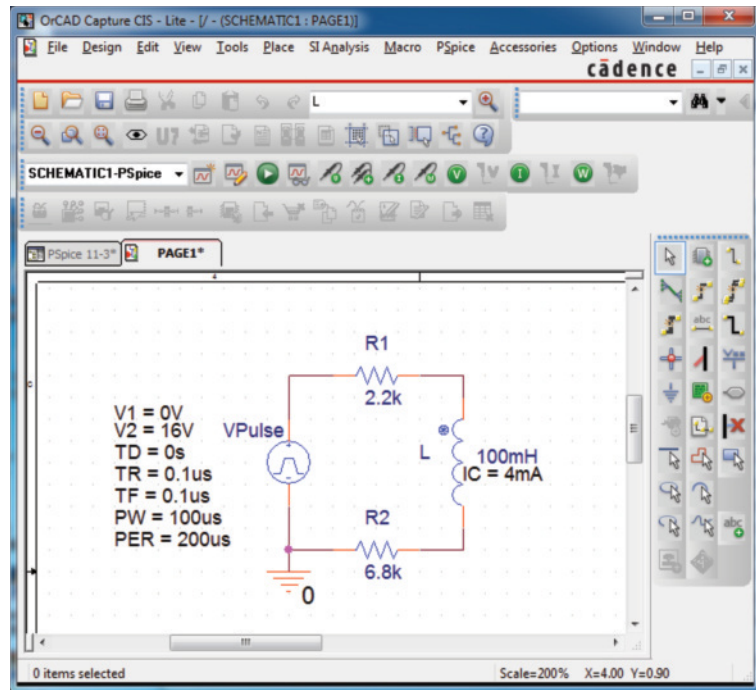 OrCAD Capture CIS - Lite - [/ - (SCHEMATIC1 : PAGE1)]
File Design Edit View Tools Place SI Analysis Macro PSpice Accessories Options Window Help
cādence
L
U?
SCHEMATIC1-PSpice
V V I I W
PSpice 11-3* PAGE1*
4
abc
C
R1
2.2k
V1 = 0V
V2 = 16V
TD = 0s
TR = 0.1us
TF = 0.1us
PW = 100us
PER = 200us
VPulse
L
100mH
IC = 4mA
R2
6.8k
0
abc
0 items selected Scale=200% X=4.00 Y=0.90